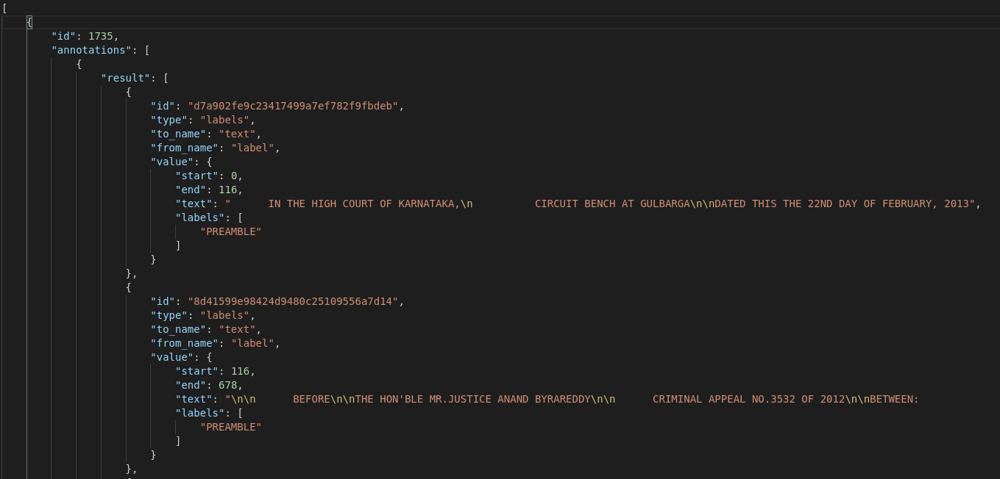 [
    {
        "id": 1735,
        "annotations": [
            {
                "result": [
                    {
                        "id": "d7a902fe9c23417499a7ef782f9fbdeb",
                        "type": "labels",
                        "to_name": "text",
                        "from_name": "label",
                        "value": {
                            "start": 0,
                            "end": 116,
                            "text": "      IN THE HIGH COURT OF KARNATAKA,\n          CIRCUIT BENCH AT GULBARGA\n\nDATED THIS THE 22ND DAY OF FEBRUARY, 2013",
                            "labels": [
                                "PREAMBLE"
                            ]
                        }
                    },
                    {
                        "id": "8d41599e98424d9480c25109556a7d14",
                        "type": "labels",
                        "to_name": "text",
                        "from_name": "label",
                        "value": {
                            "start": 116,
                            "end": 678,
                            "text": "\n\n      BEFORE\n\nTHE HON'BLE MR.JUSTICE ANAND BYRAREDDY\n\n      CRIMINAL APPEAL NO.3532 OF 2012\n\nBETWEEN:
                            "labels": [
                                "PREAMBLE"
                            ]
                        }
                    },